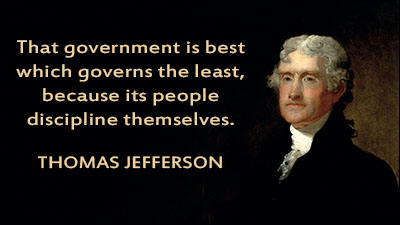 That government is best
which governs the least,
because its people
discipline themselves.
THOMAS JEFFERSON